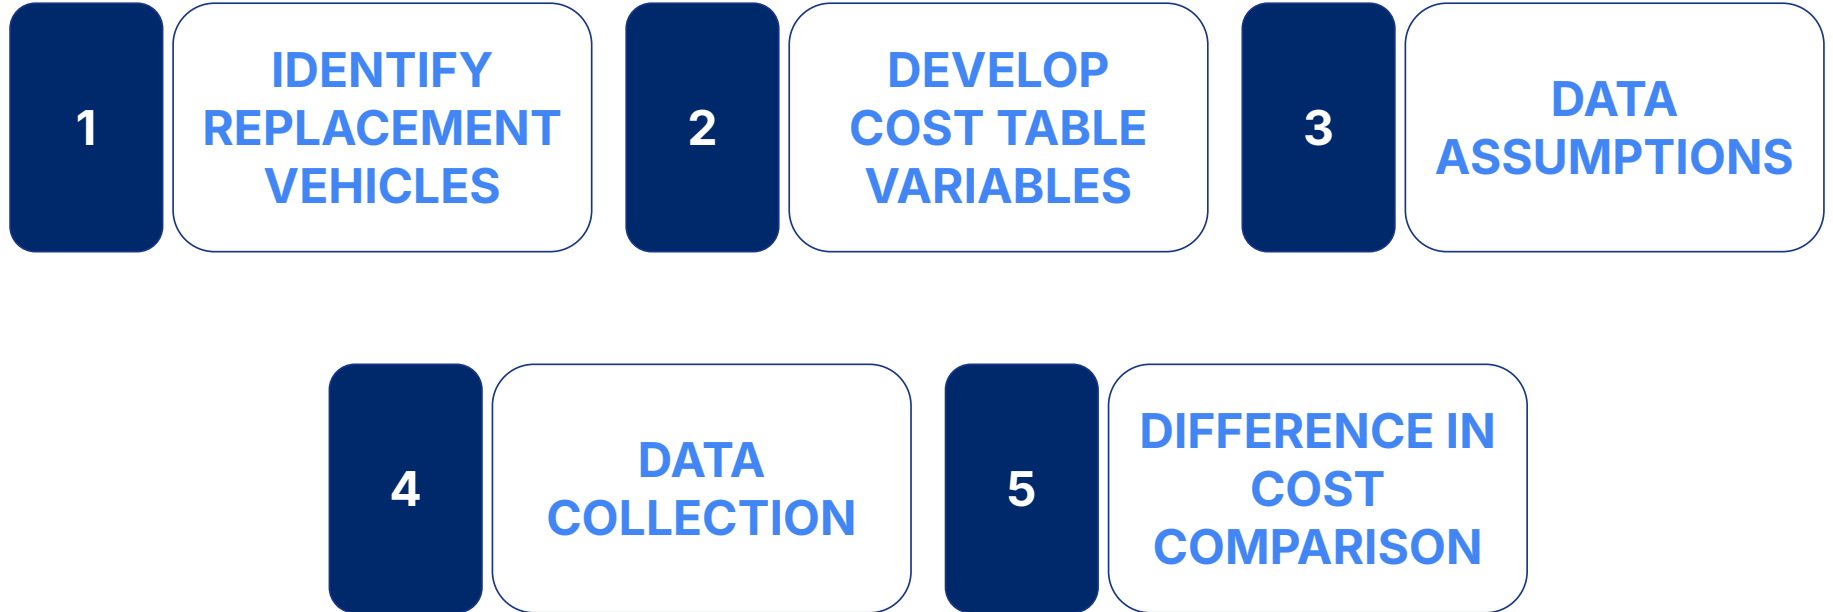 1
IDENTIFY
REPLACEMENT
VEHICLES
2
DEVELOP
COST TABLE
VARIABLES
3
DATA
ASSUMPTIONS
4
DATA
COLLECTION
5
DIFFERENCE IN
COST
COMPARISON